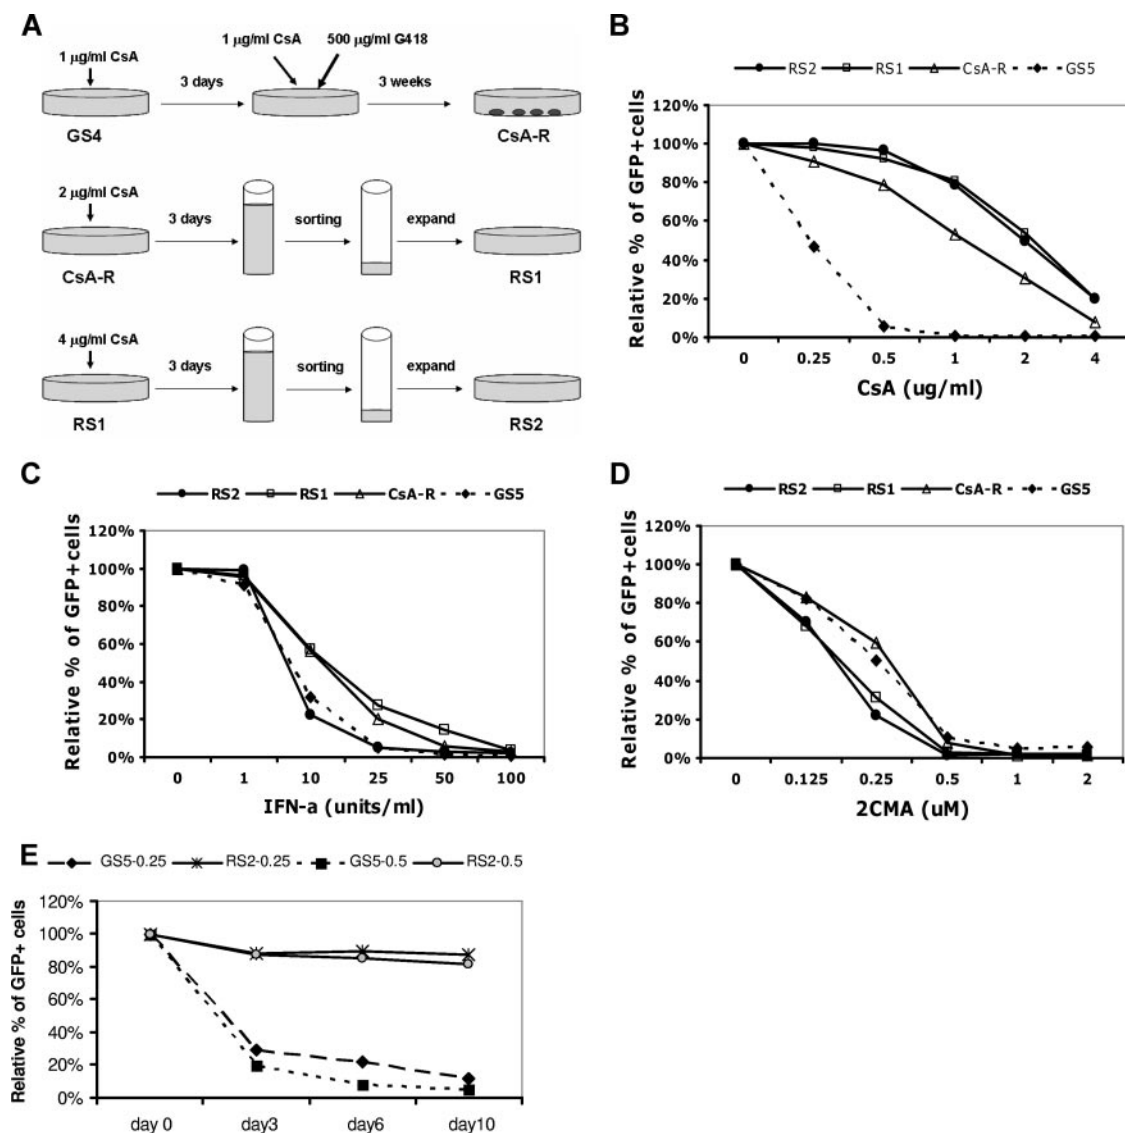 A
1 µg/ml CsA
1 µg/ml CsA 500 µg/ml G418
3 days
3 weeks
GS4
CsA-R
2 µg/ml CsA
3 days
sorting
expand
CsA-R
RS1
4 µg/ml CsA
3 days
sorting
expand
RS1
RS2
B
RS2 RS1 CsA-R GS5
Relative % of GFP+cells
120%
100%
80%
60%
40%
20%
0%
0 0.25 0.5 1 2 4
CsA (ug/ml)
C
RS2 RS1 CsA-R GS5
Relative % of GFP+cells
120%
100%
80%
60%
40%
20%
0%
0 1 10 25 50 100
IFN-a (units/ml)
D
RS2 RS1 CsA-R GS5
Relative % of GFP+cells
120%
100%
80%
60%
40%
20%
0%
0 0.125 0.25 0.5 1 2
2CMA (uM)
E
GS5-0.25 RS2-0.25 GS5-0.5 RS2-0.5
Relative % of GFP+ cells
120%
100%
80%
60%
40%
20%
0%
day 0 day3 day6 day10